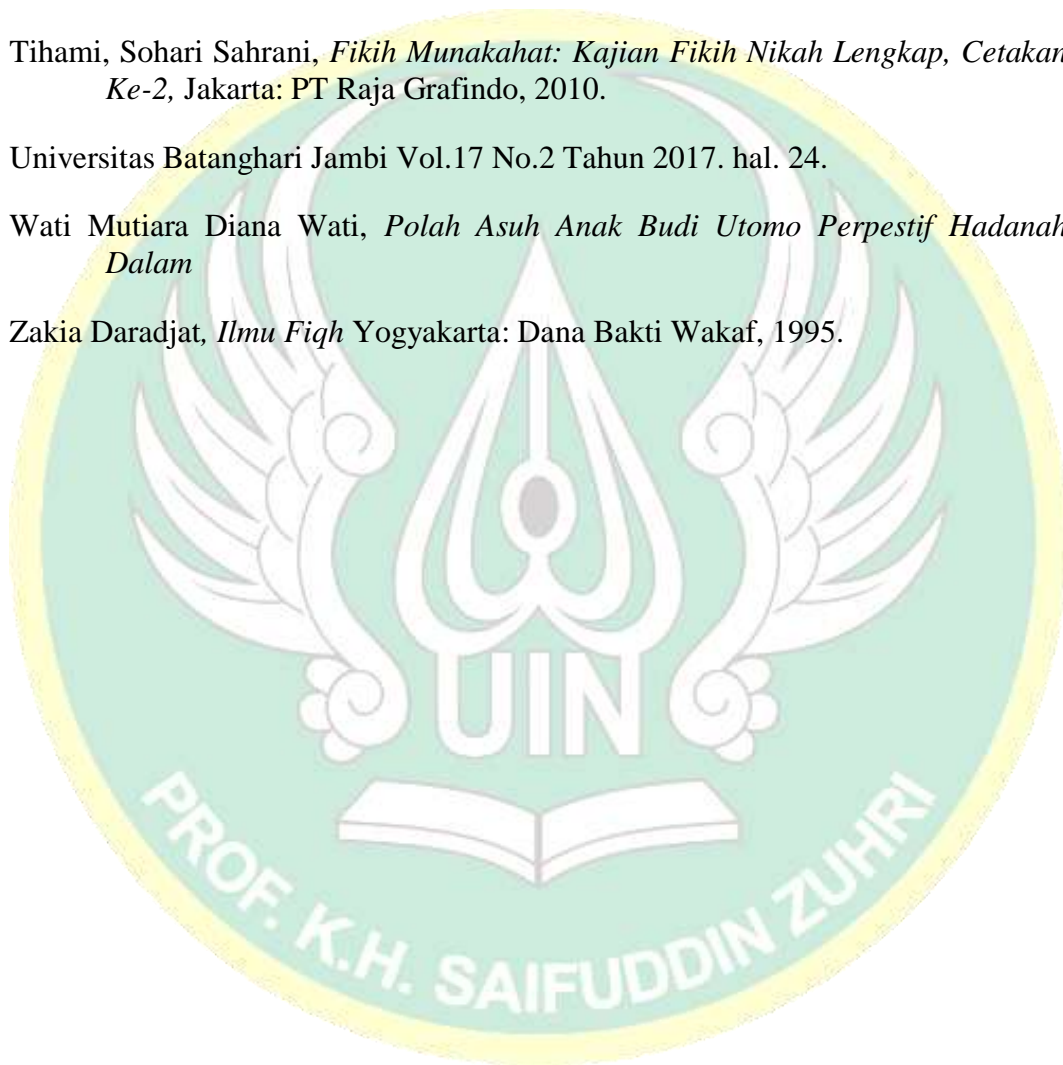 Tihami, Sohari Sahrani, Fikih Munakahat: Kajian Fikih Nikah Lengkap, Cetakan
Ke-2, Jakarta: PT Raja Grafindo, 2010.
Universitas Batanghari Jambi Vol.17 No.2 Tahun 2017. hal. 24.
Wati Mutiara Diana Wati, Polah Asuh Anak Budi Utomo Perpestif Hadanah
Dalam
Zakia Daradjat, Ilmu Fiqh Yogyakarta: Dana Bakti Wakaf, 1995.
UIN
PROF. K.H. SAIFUDDIN ZUHRI